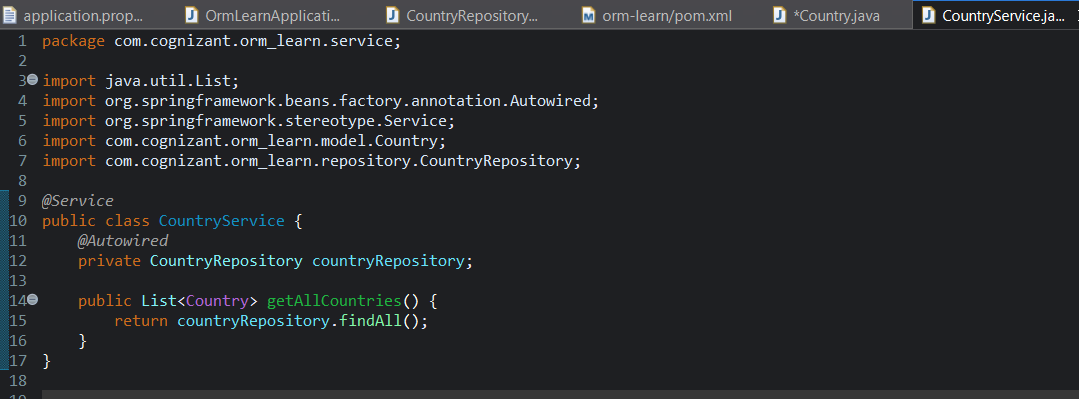 application.prop...
OrmLearnApplicati...
CountryRepository...
orm-learn/pom.xml
*Country.java
CountryService.ja...
1 package com.cognizant.orm_learn.service;
2
3 import java.util.List;
4 import org.springframework.beans.factory.annotation.Autowired;
5 import org.springframework.stereotype.Service;
6 import com.cognizant.orm_learn.model.Country;
7 import com.cognizant.orm_learn.repository.CountryRepository;
8
9 @Service
10 public class CountryService {
11     @Autowired
12     private CountryRepository countryRepository;
13
14     public List<Country> getAllCountries() {
15         return countryRepository.findAll();
16     }
17 }
18